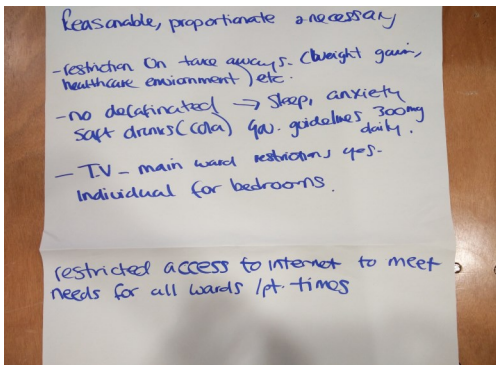 Reasonable, proportionate & necessary
- restriction on take aways. (Weight gain,
healthcare enviornment) etc.
- no decafinated → Sleep, anxiety
Soft drinks (cola) Gov. guidelines 300mg
daily.
- T.V - main ward restrictions yes.
Individual for bedrooms.
restricted access to internet to meet
needs for all wards /pt. times